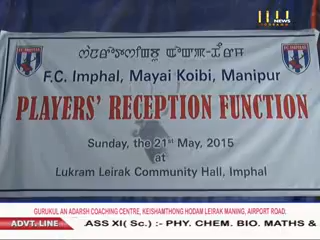 NEWS
F.C. Imphal, Mayai Koibi, Manipur
PLAYERS' RECEPTION FUNCTION
Sunday, the 21st May, 2015
at
Lukram Leirak Community Hall, Imphal
GURUKUL AN ADARSH COACHING CENTRE, KEISHAMTHONG HODAM LEIRAK MANING, AIRPORT ROAD.
ADVT. LINE ASS XI( Sc.) :- PHY. CHEM. BIO. MATHS &